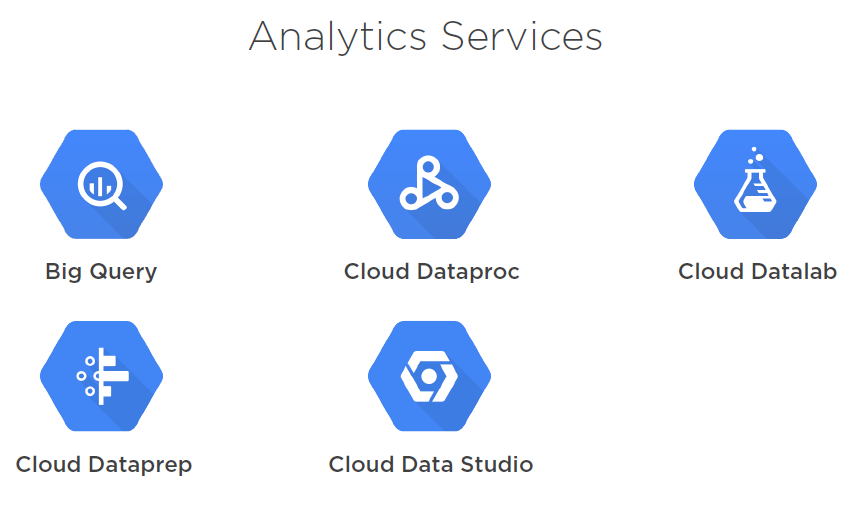 Analytics Services
Big Query
Cloud Dataproc
Cloud Datalab
Cloud Dataprep
Cloud Data Studio